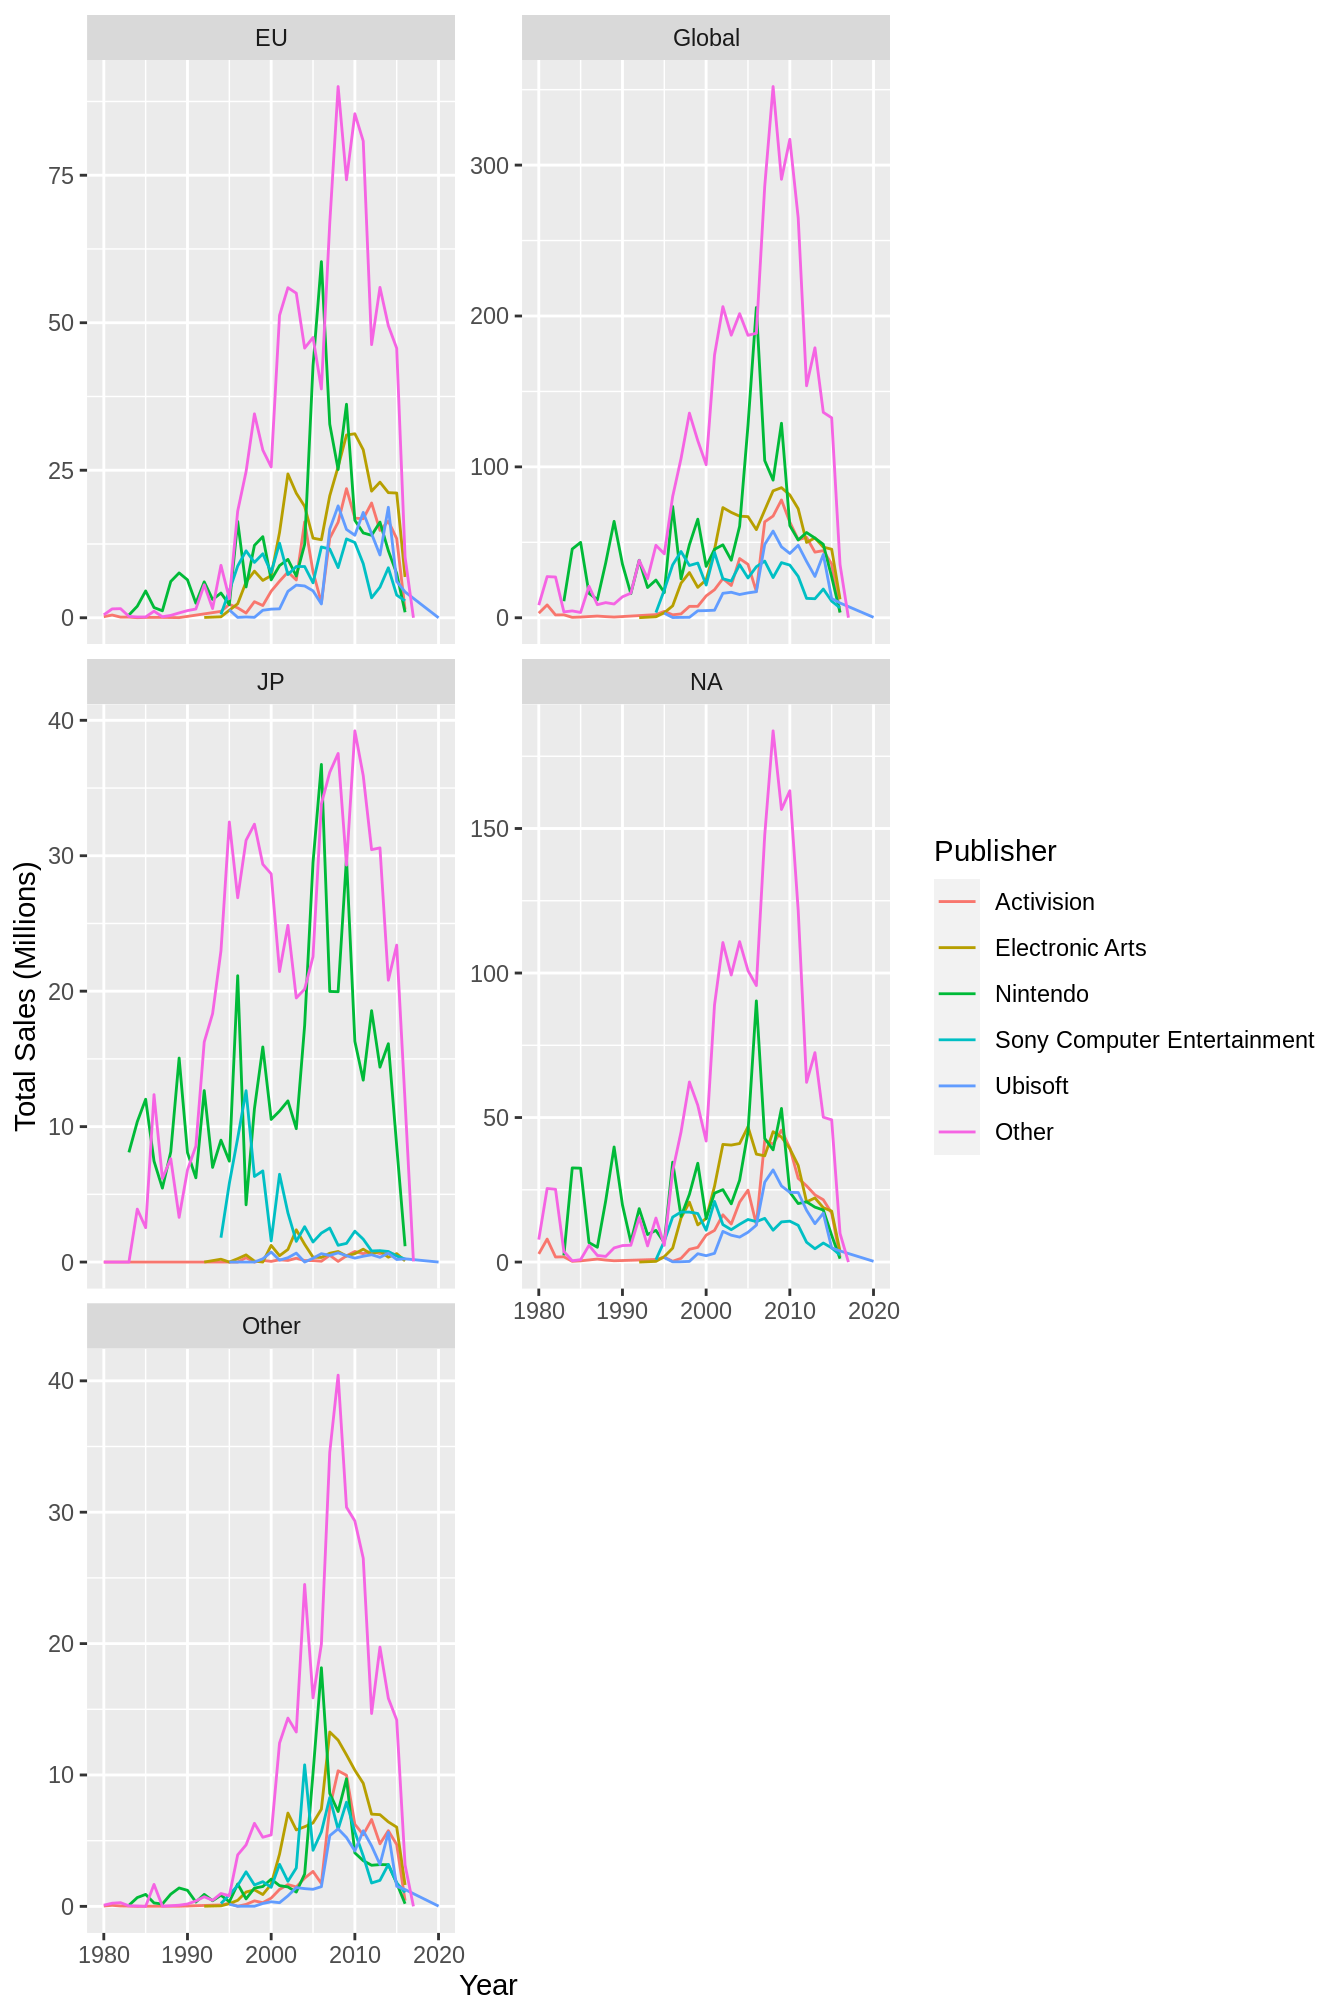 EU
Global
75
50
25
0
300
200
100
0
JP
NA
40
30
20
10
0
150
100
50
0
1980 1990 2000 2010 2020
Total Sales (Millions)
Other
40
30
20
10
0
1980 1990 2000 2010 2020
Year
Publisher
Activision
Electronic Arts
Nintendo
Sony Computer Entertainment
Ubisoft
Other